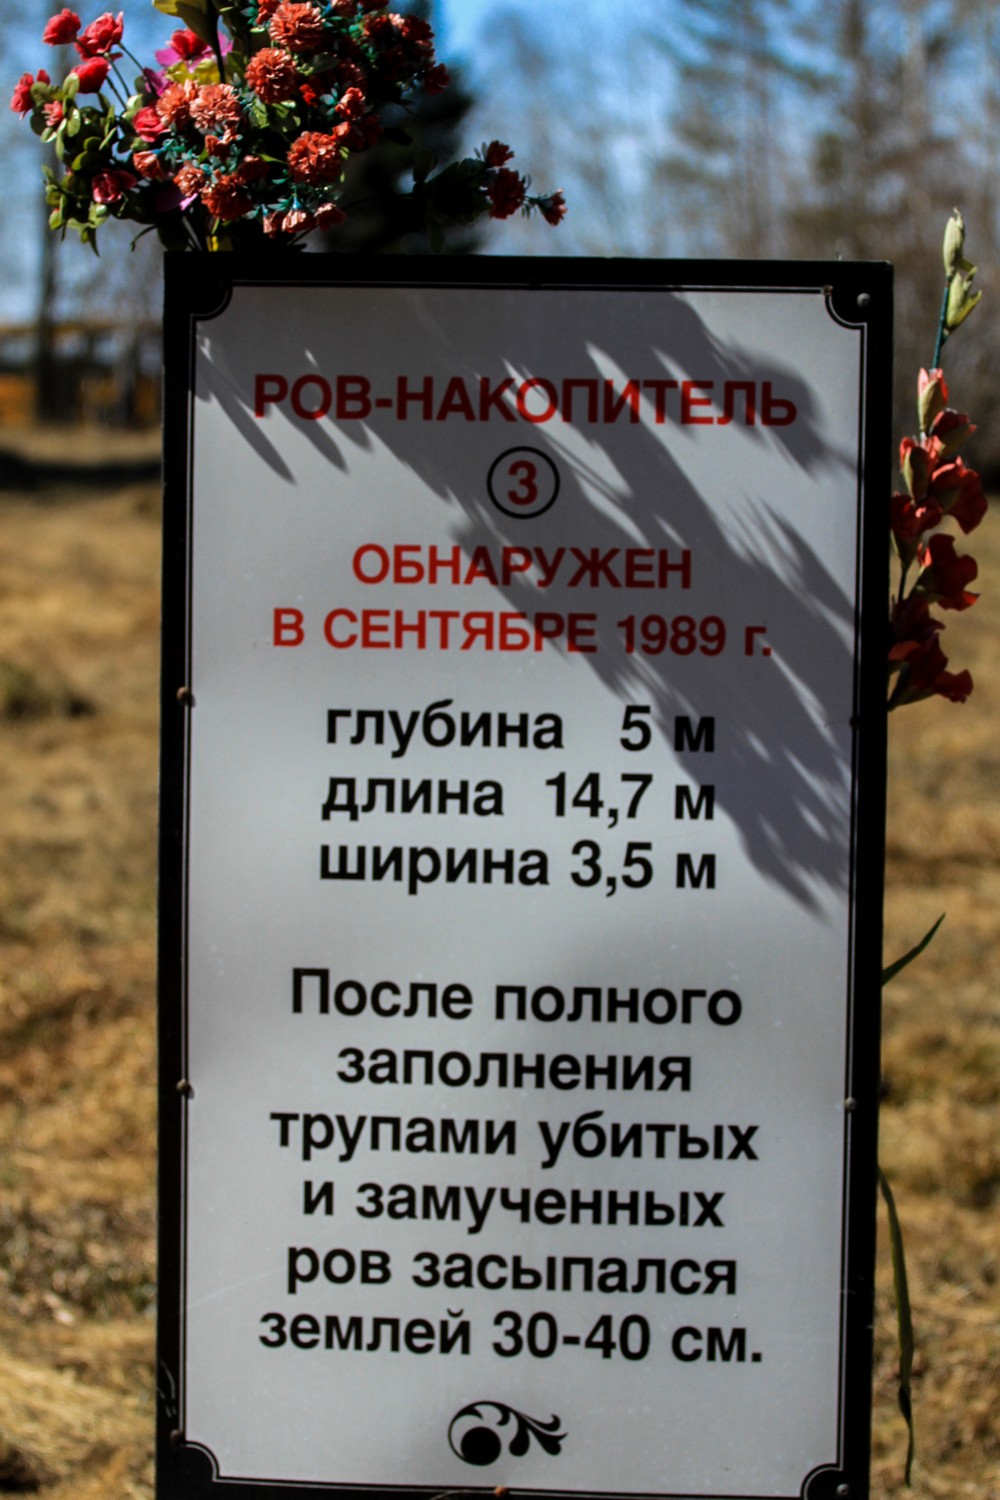 РОВ-НАКОПИТЕЛЬ
3
ОБНАРУЖЕН
В СЕНТЯБРЕ 1989 г.
глубина 5 м
длина 14,7 м
ширина 3,5 м
После полного
заполнения
трупами убитых
и замученных
ров засыпался
землей 30-40 см.